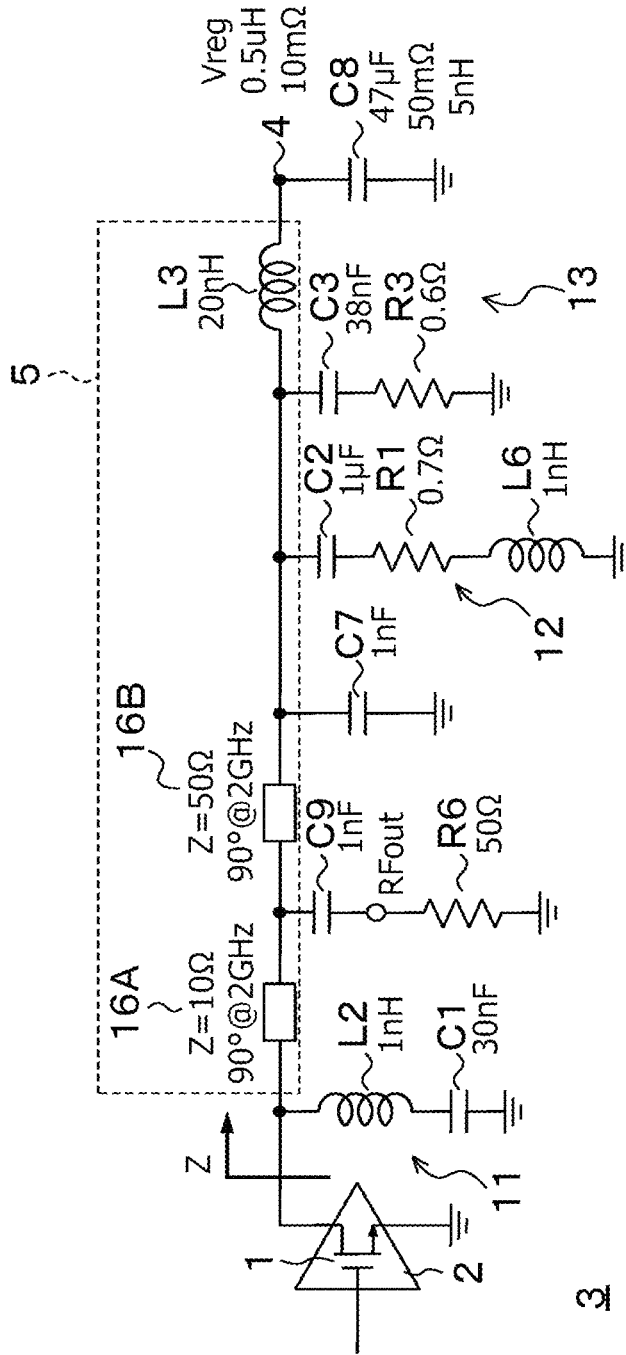 5
16A
Z=10Ω
90°@2GHz
16B
Z=50Ω
90°@2GHz
L3
20nH
Vreg
0.5uH
10mΩ
4
C8
47µF
50mΩ
5nH
Z
1
2
11
L2
1nH
C1
30nF
C9
1nF
RFout
R6
50Ω
C7
1nF
12
C2
1µF
R1
0.7Ω
L6
1nH
C3
38nF
R3
0.6Ω
13
3